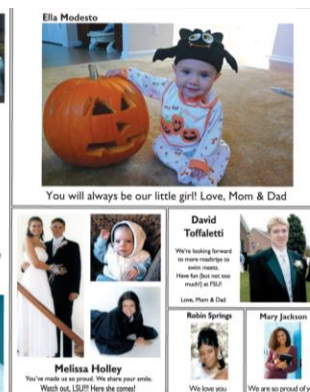 Ella Modesto
You will always be our little girl! Love, Mom & Dad
David
Toffaletti
We're looking forward
to more roadtrips to
swim meets.
Have fun (but not too
much!) at FSU!
Love, Mom & Dad
Melissa Holley
You've made us so proud. We share your smile.
Watch out, LSU!!! Here she comes!
Robin Springs
We love you
Mary Jackson
We are so proud of